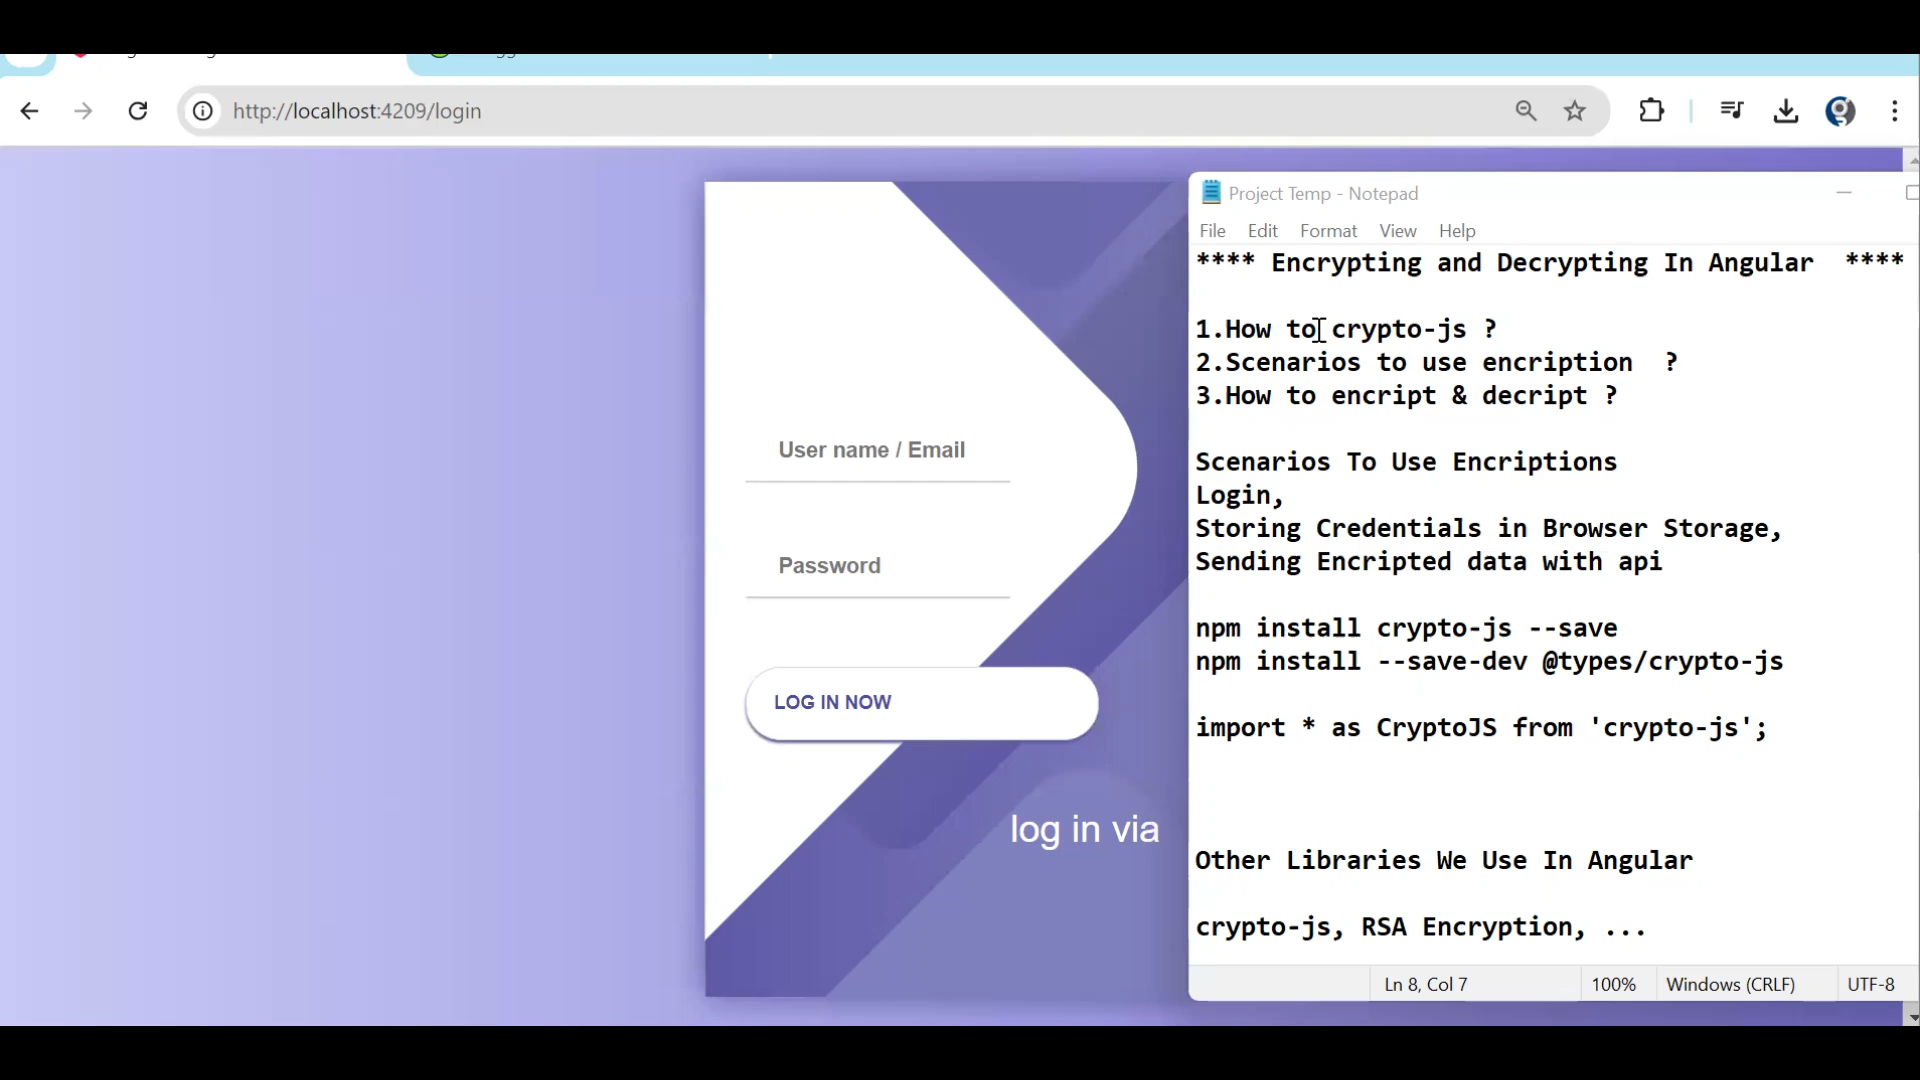 http://localhost:4209/login
User name / Email
Password
LOG IN NOW
log in via
Project Temp - Notepad
File Edit Format View Help
**** Encrypting and Decrypting In Angular ****
1.How to crypto-js ?
2.Scenarios to use encription ?
3.How to encript & decript ?
Scenarios To Use Encriptions
Login,
Storing Credentials in Browser Storage,
Sending Encripted data with api
npm install crypto-js --save
npm install --save-dev @types/crypto-js
import * as CryptoJS from 'crypto-js';
Other Libraries We Use In Angular
crypto-js, RSA Encryption, ...
Ln 8, Col 7 100% Windows (CRLF) UTF-8